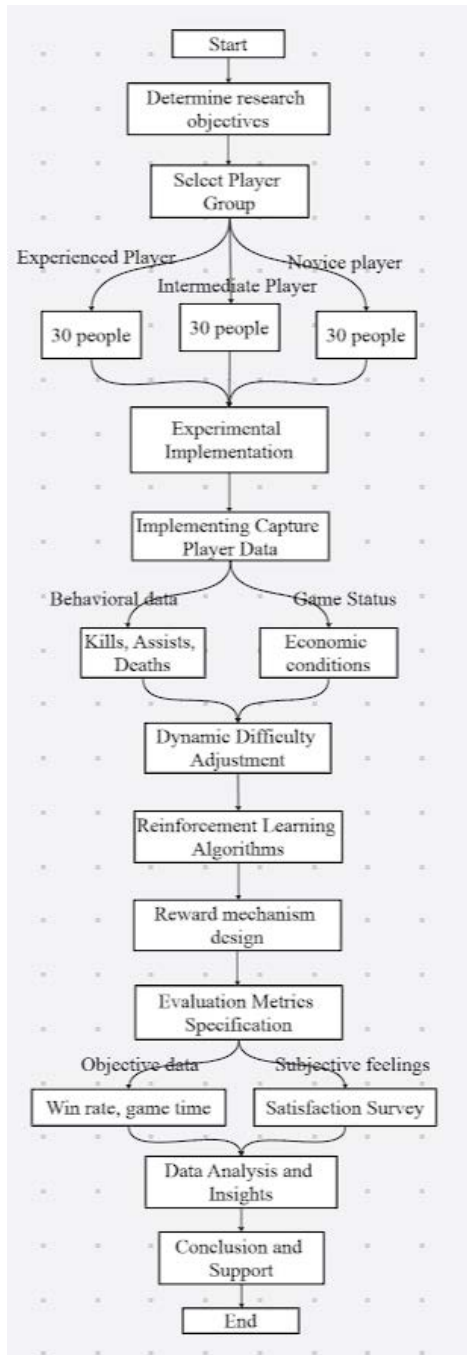 Start
Determine research
objectives
Select Player
Group
Experienced Player
Intermediate Player
Novice player
30 people
30 people
30 people
Experimental
Implementation
Implementing Capture
Player Data
Behavioral data
Game Status
Kills, Assists,
Deaths
Economic
conditions
Dynamic Difficulty
Adjustment
Reinforcement Learning
Algorithms
Reward mechanism
design
Evaluation Metrics
Specification
Objective data
Subjective feelings
Win rate, game time
Satisfaction Survey
Data Analysis and
Insights
Conclusion and
Support
End